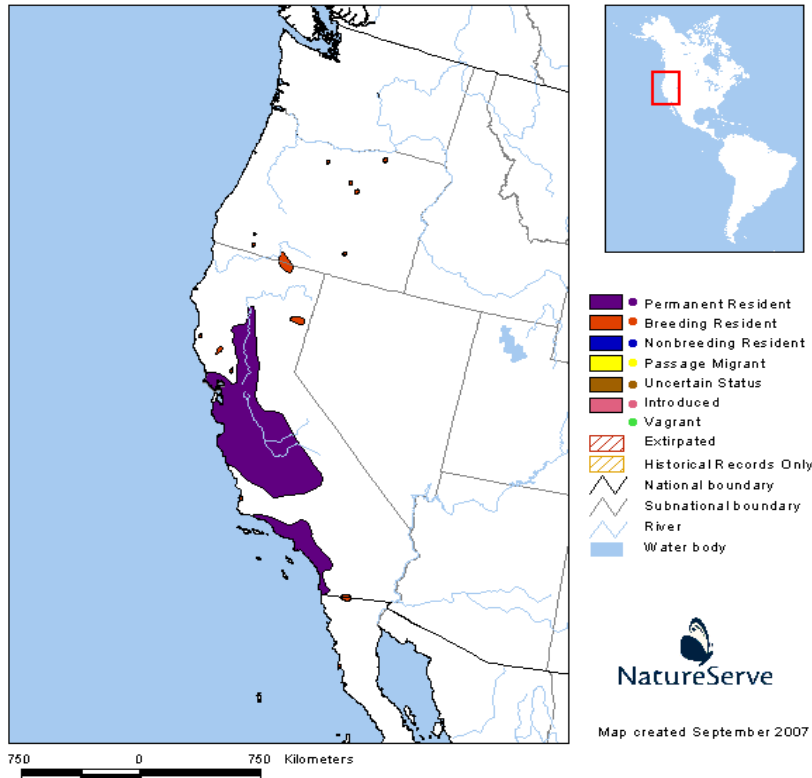 Permanent Resident
Breeding Resident
Nonbreeding Resident
Passage Migrant
Uncertain Status
Introduced
Vagrant
Extirpated
Historical Records Only
National boundary
Subnational boundary
River
Water body
NatureServe
Map created September 2007
750 0 750 Kilometers